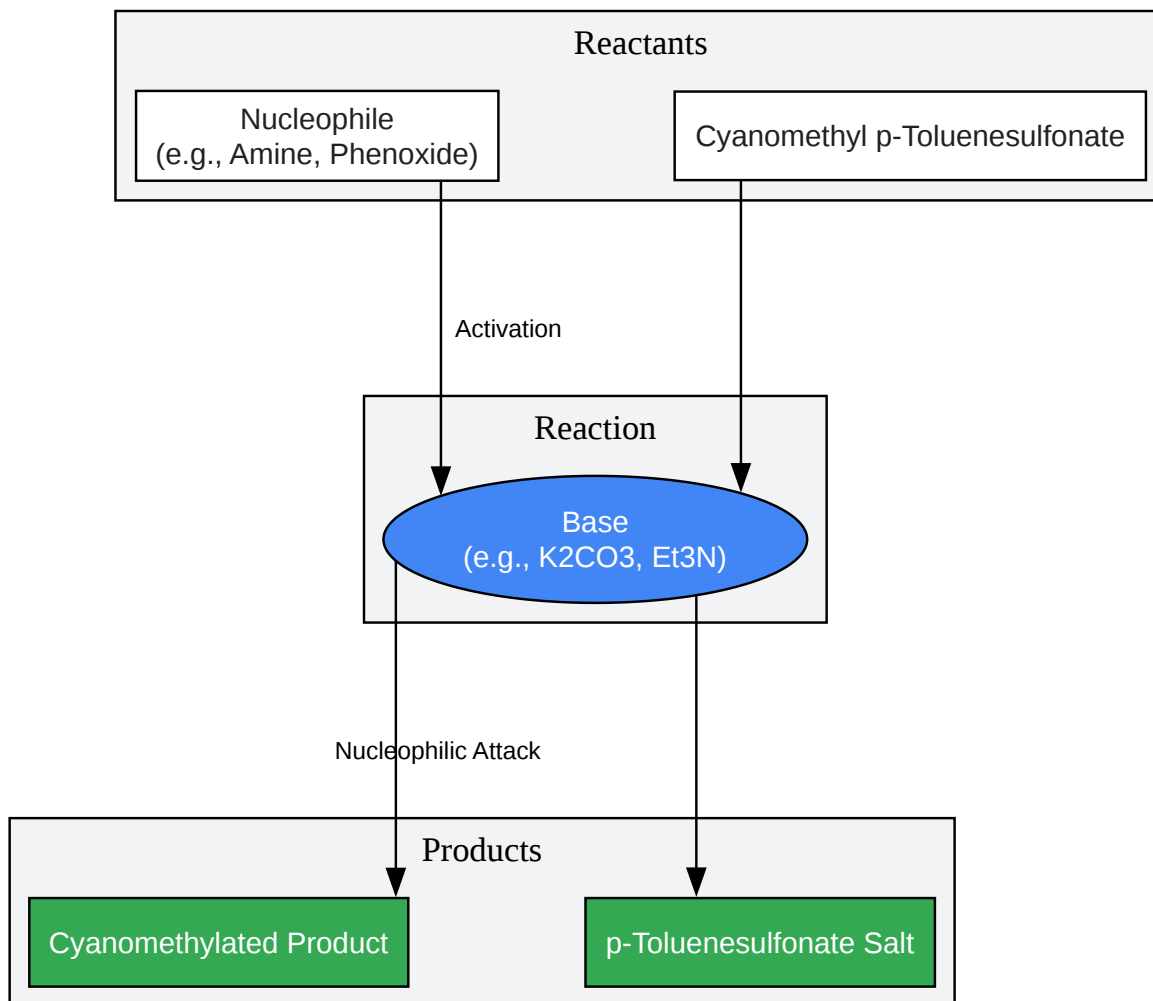 Reactants
Nucleophile
(e.g., Amine, Phenoxide)
Cyanomethyl p-Toluenesulfonate
Activation
Reaction
Base
(e.g., K2CO3, Et3N)
Nucleophilic Attack
Products
Cyanomethylated Product
p-Toluenesulfonate Salt